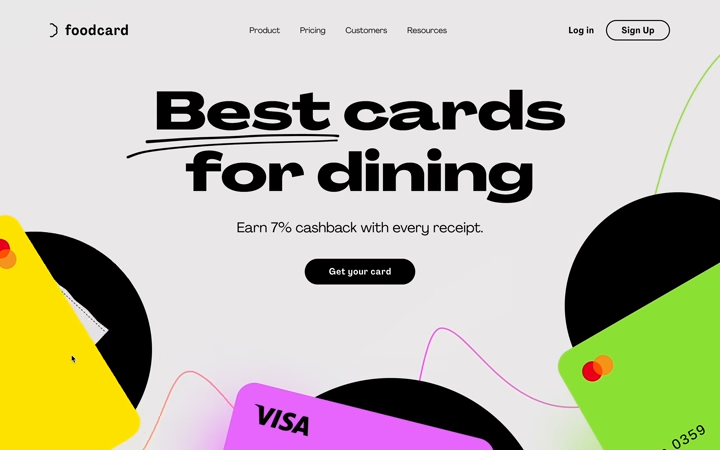 foodcard
Product Pricing Customers Resources
Log in
Sign Up
Best cards
for dining
Earn 7% cashback with every receipt.
Get your card
VISA
0359